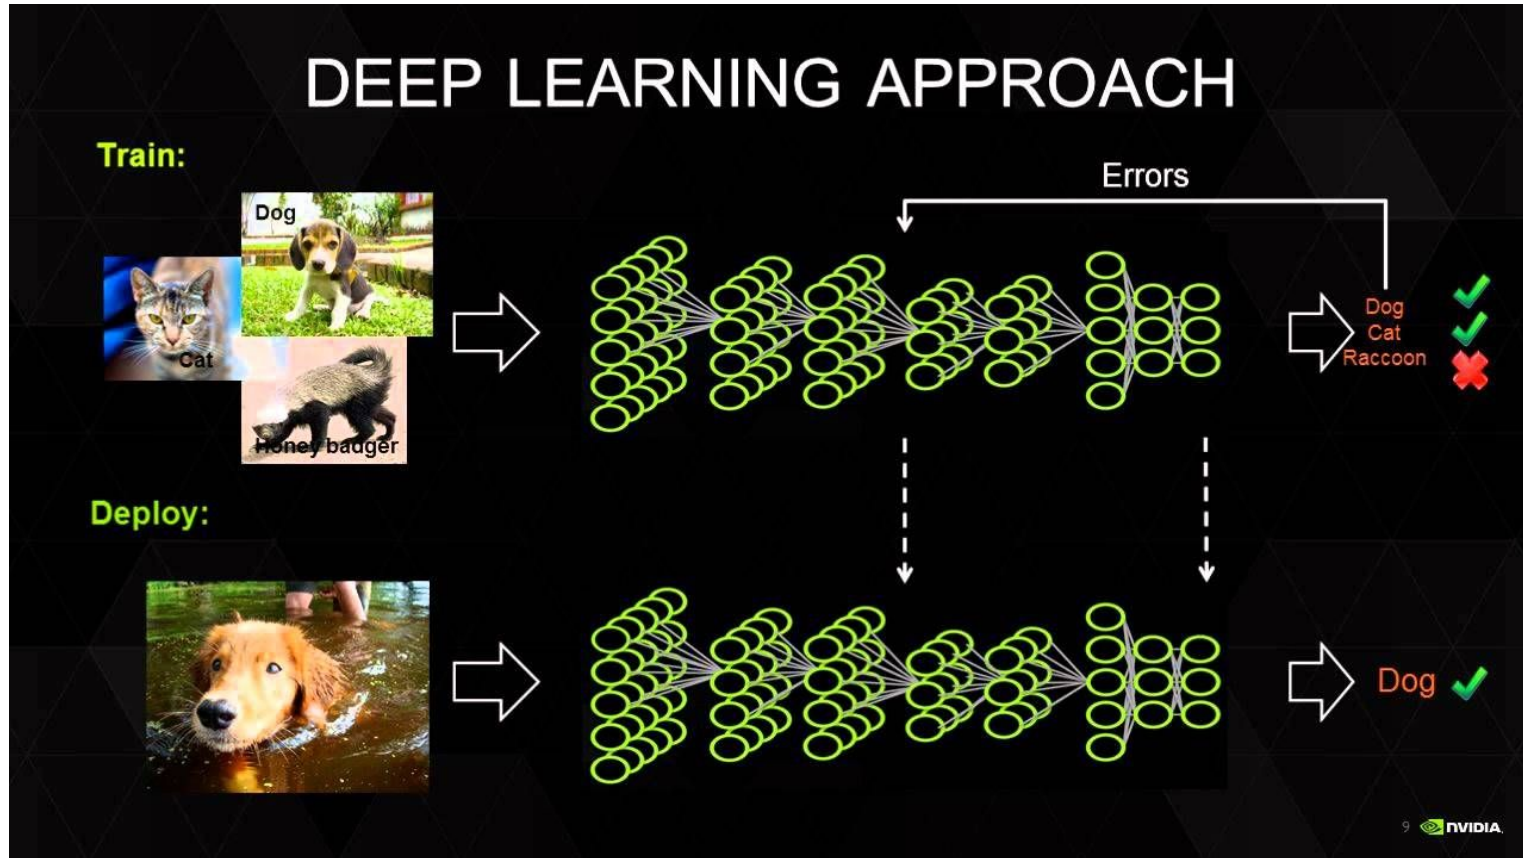 DEEP LEARNING APPROACH
Train:
Errors
Dog
Cat
Honey badger
Dog
Cat
Raccoon
Deploy:
Dog
9
NVIDIA.